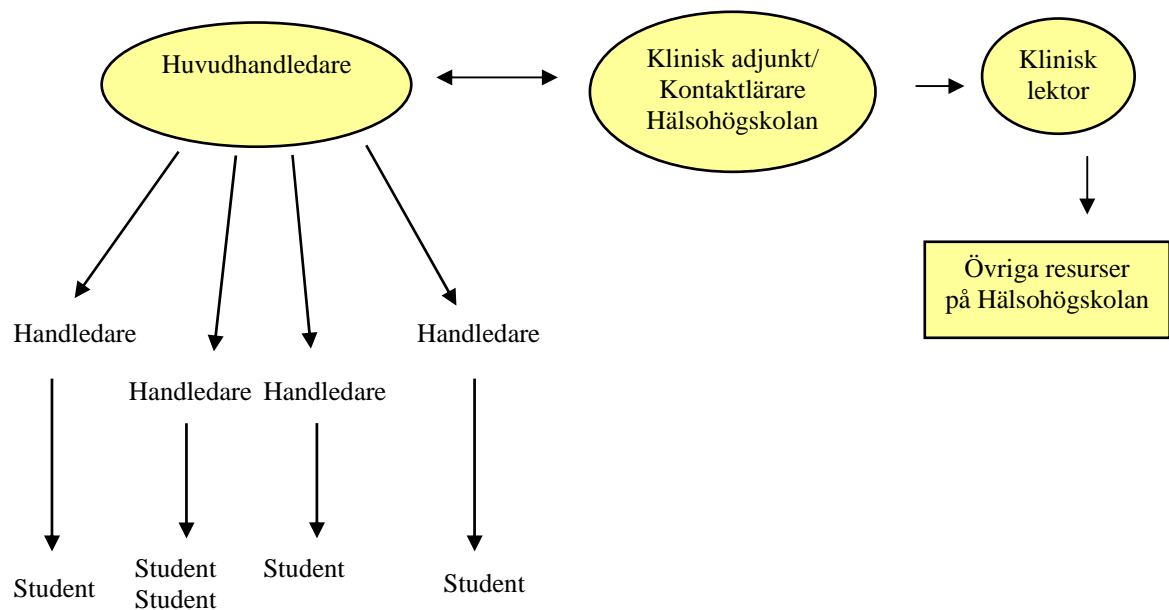 Huvudhandledare
Klinisk adjunkt/
Kontaktlärare
Hälsohögskolan
Klinisk
lektor
Övriga resurser
på Hälsohögskolan
Handledare
Handledare
Handledare
Handledare
Student
Student
Student
Student
Student